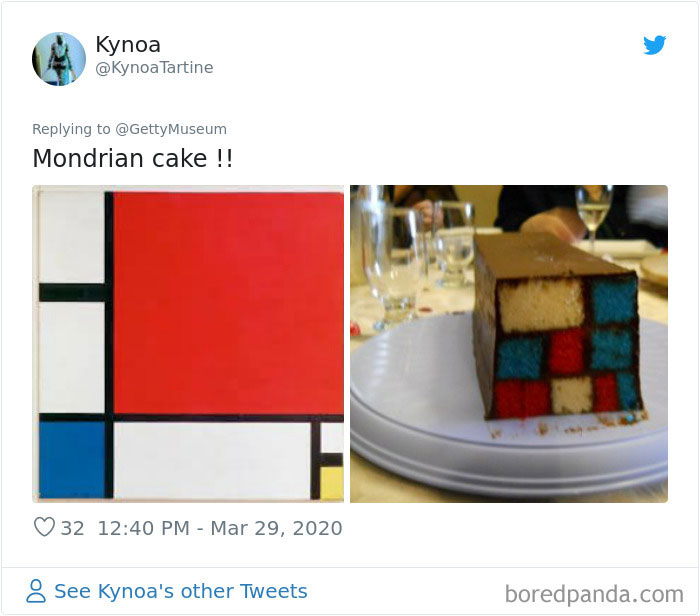 Kynoa
@KynoaTartine
Replying to @GettyMuseum
Mondrian cake !!
32 12:40 PM - Mar 29, 2020
See Kynoa's other Tweets
boredpanda.com